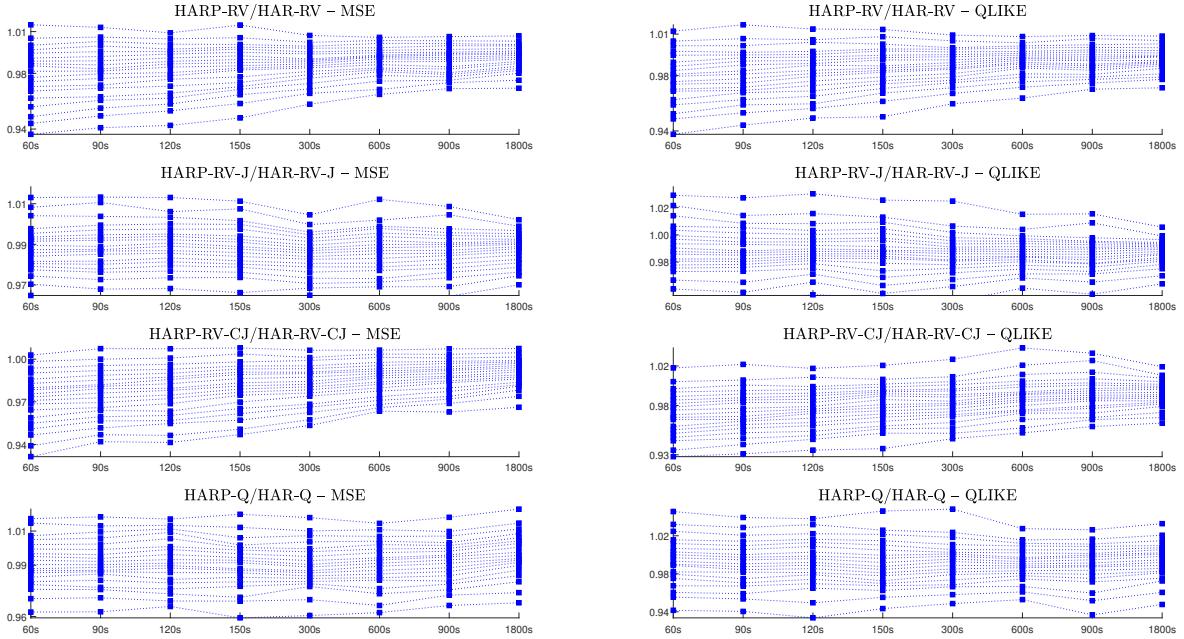 HARP-RV/HAR-RV – MSE
1.01
0.98
0.94
60s 90s 120s 150s 300s 600s 900s 1800s
HARP-RV/HAR-RV – QLIKE
1.01
0.98
0.94
60s 90s 120s 150s 300s 600s 900s 1800s
HARP-RV-J/HAR-RV-J – MSE
1.01
0.99
0.97
60s 90s 120s 150s 300s 600s 900s 1800s
HARP-RV-J/HAR-RV-J – QLIKE
1.02
1.00
0.98
60s 90s 120s 150s 300s 600s 900s 1800s
HARP-RV-CJ/HAR-RV-CJ – MSE
1.00
0.97
0.94
60s 90s 120s 150s 300s 600s 900s 1800s
HARP-RV-CJ/HAR-RV-CJ – QLIKE
1.02
0.98
0.93
60s 90s 120s 150s 300s 600s 900s 1800s
HARP-Q/HAR-Q – MSE
1.01
0.99
0.96
60s 90s 120s 150s 300s 600s 900s 1800s
HARP-Q/HAR-Q – QLIKE
1.02
0.98
0.94
60s 90s 120s 150s 300s 600s 900s 1800s